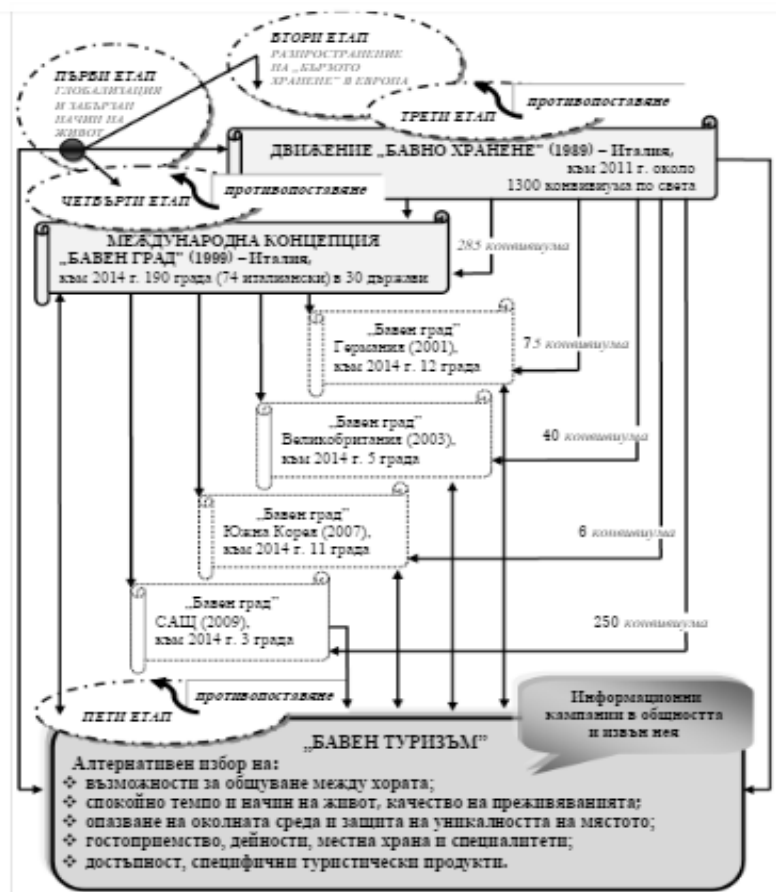 ВТОРИ ЕТАП
РАЗПРОСТРАНЕНИЕ
НА „БЪРЗОТО
ХРАНЕНЕ” В ЕВРОПА
ПЪРВИ ЕТАП
ГЛОБАЛИЗАЦИЯ
И ЗАБЪРЗАН
НАЧИН НА
ЖИВОТ
противопоставяне
ТРЕТИ ЕТАП
ДВИЖЕНИЕ „БАВНО ХРАНЕНЕ” (1989) – Италия,
към 2011 г. около
1300 конвивиума по света
противопоставяне
ЧЕТВЪРТИ ЕТАП
МЕЖДУНАРОДНА КОНЦЕПЦИЯ
„БАВЕН ГРАД” (1999) – Италия,
към 2014 г. 190 града (74 италиански) в 30 държави
285 конвивиума
„Бавен град”
Германия (2001),
към 2014 г. 12 града
75 конвивиума
„Бавен град”
Великобритания (2003),
към 2014 г. 5 града
40 конвивиума
„Бавен град”
Южна Корея (2007),
към 2014 г. 11 града
6 конвивиума
„Бавен град”
САЩ (2009),
към 2014 г. 3 града
250 конвивиума
противопоставяне
ПЕТИ ЕТАП
Информационни
кампании в общността
и извън нея
„БАВЕН ТУРИЗЪМ”
Алтернативен избор на:
❖ възможности за общуване между хората;
❖ спокойно темпо и начин на живот, качество на преживяванията;
❖ опазване на околната среда и защита на уникалността на мястото;
❖ гостоприемство, дейности, местна храна и специалитети;
❖ достъпност, специфични туристически продукти.